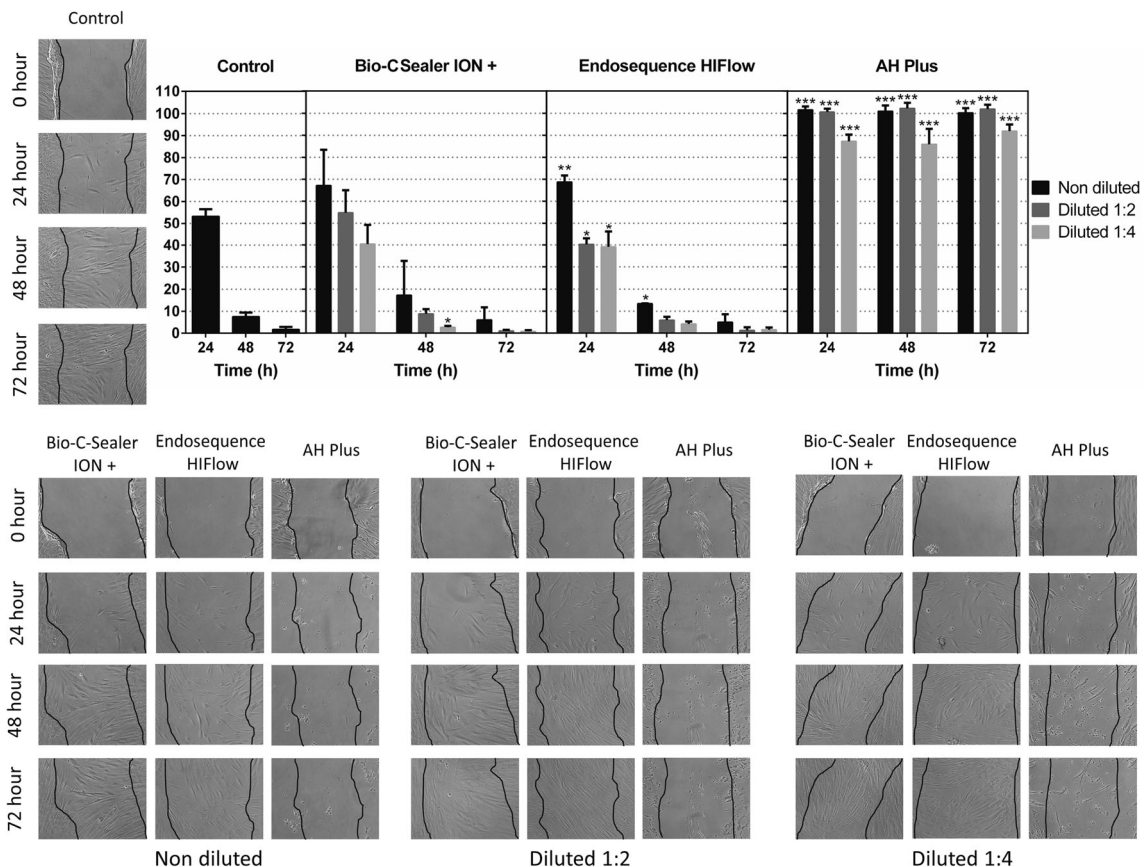 Control
0 hour
24 hour
48 hour
72 hour
Control
Bio-C Sealer ION +
Endosequence HIFlow
AH Plus
110
100
90
80
70
60
50
40
30
20
10
0
***
***
***
***
***
***
***
***
***
**
*
*
*
*
24 48 72
24 48 72
24 48 72
24 48 72
Time (h)
Time (h)
Time (h)
Time (h)
Non diluted
Diluted 1:2
Diluted 1:4
Bio-C-Sealer
ION +
Endosequence
HIFlow
AH Plus
Bio-C-Sealer
ION +
Endosequence
HIFlow
AH Plus
Bio-C-Sealer
ION +
Endosequence
HIFlow
AH Plus
0 hour
24 hour
48 hour
72 hour
Non diluted
Diluted 1:2
Diluted 1:4